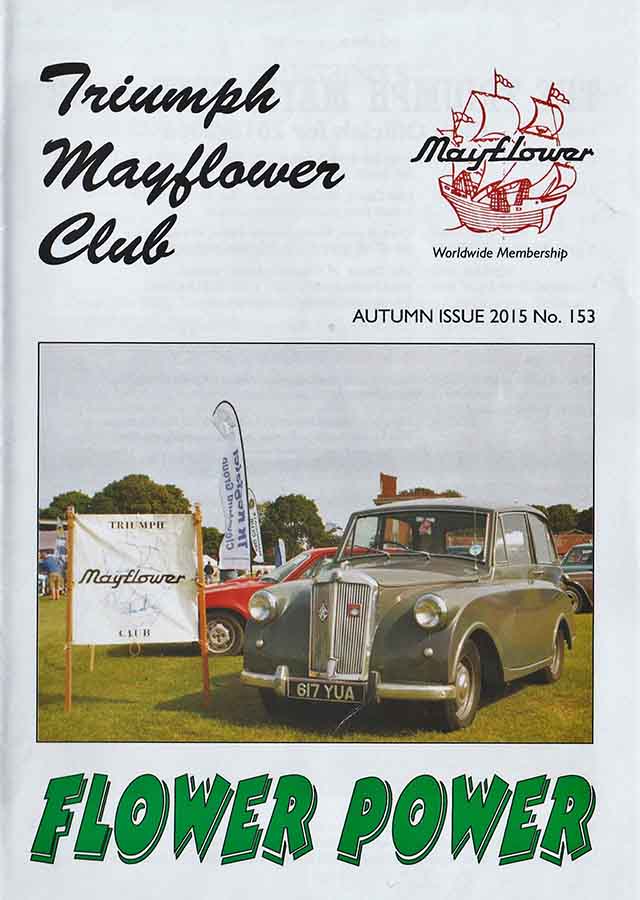 Triumph
Mayflower
Club
Mayflower
Worldwide Membership
AUTUMN ISSUE 2015 No. 153
TRIUMPH
Mayflower
CLUB
617 YUA
FLOWER POWER